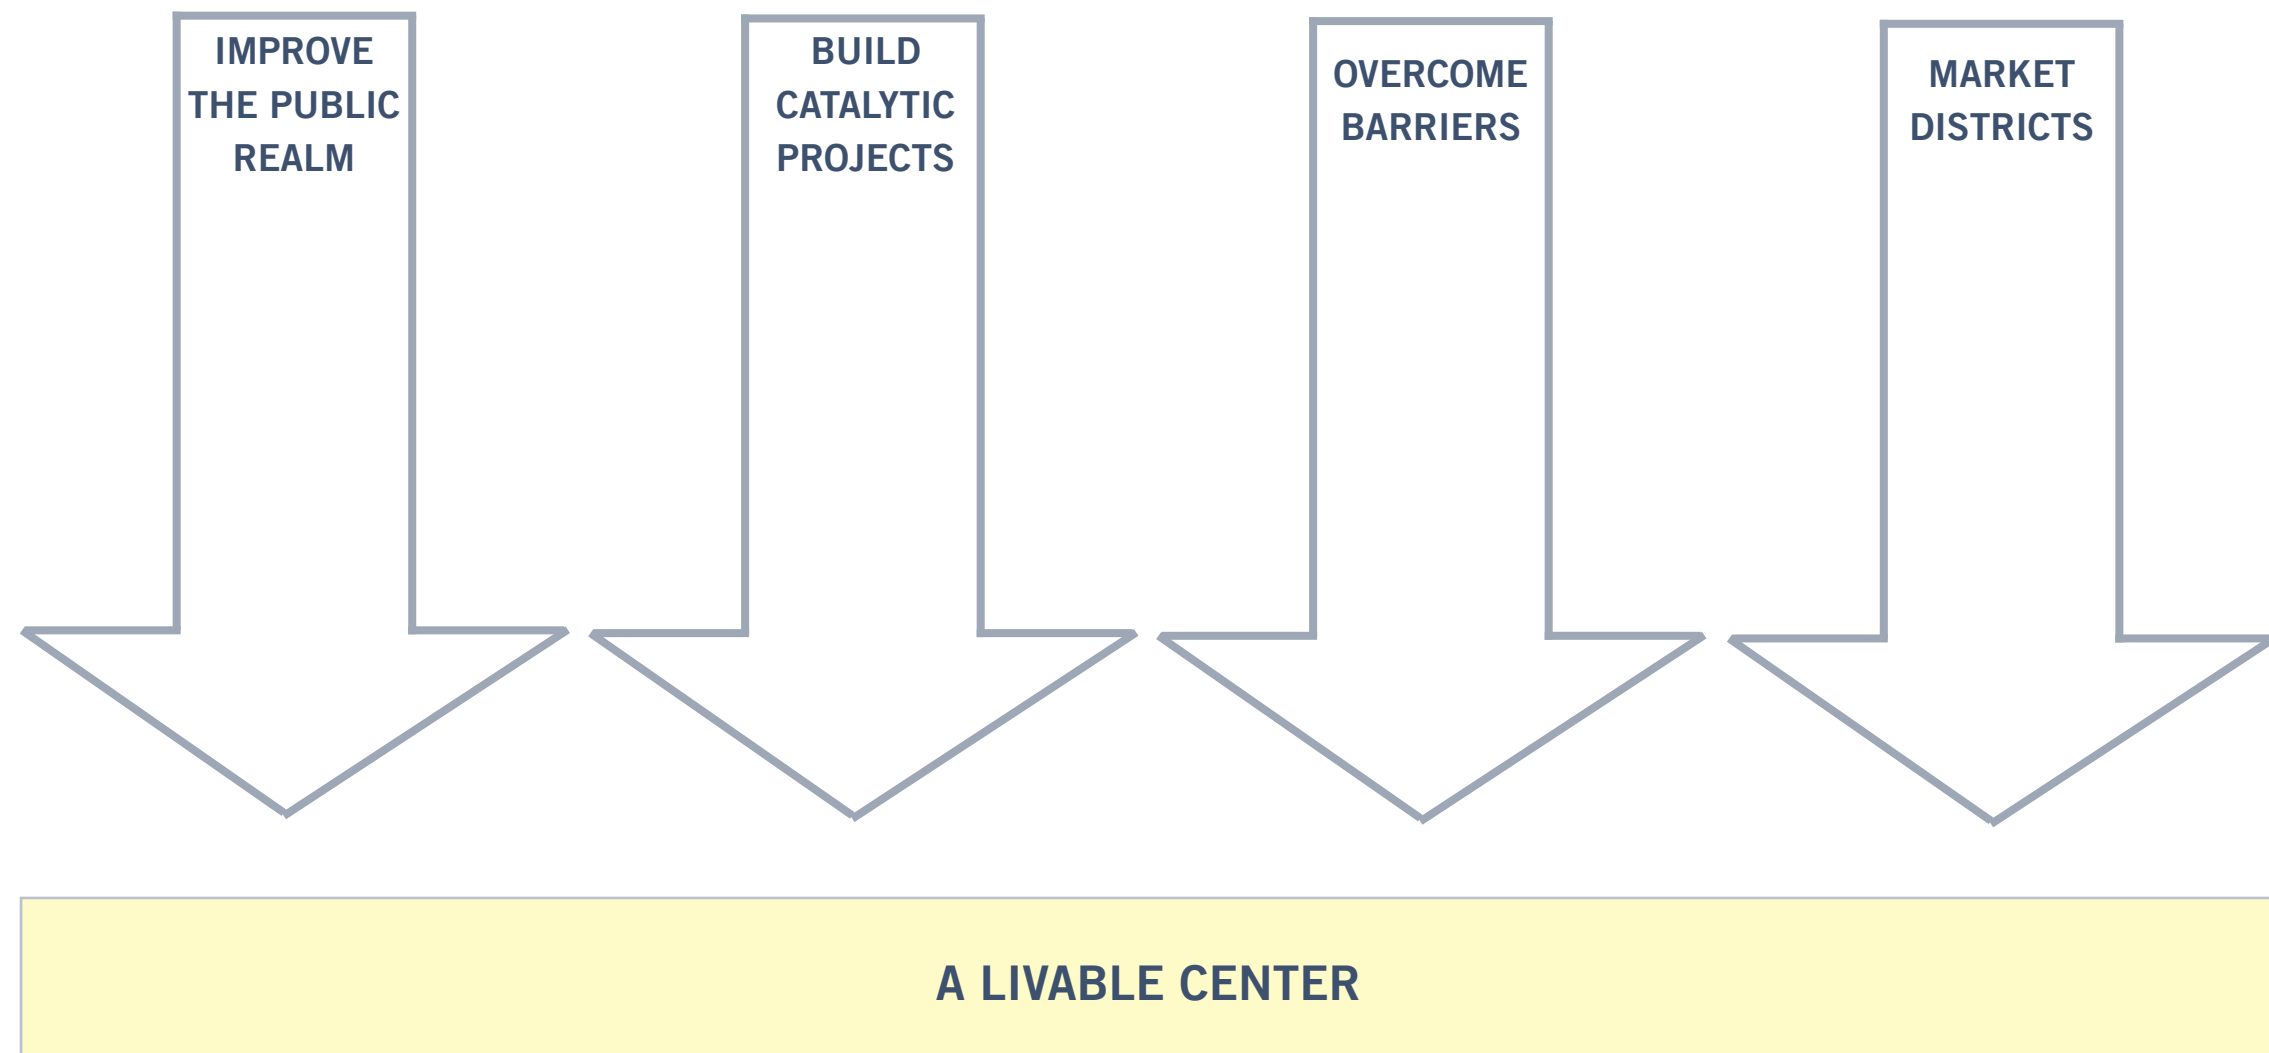 IMPROVE
THE PUBLIC
REALM
BUILD
CATALYTIC
PROJECTS
OVERCOME
BARRIERS
MARKET
DISTRICTS
A LIVABLE CENTER